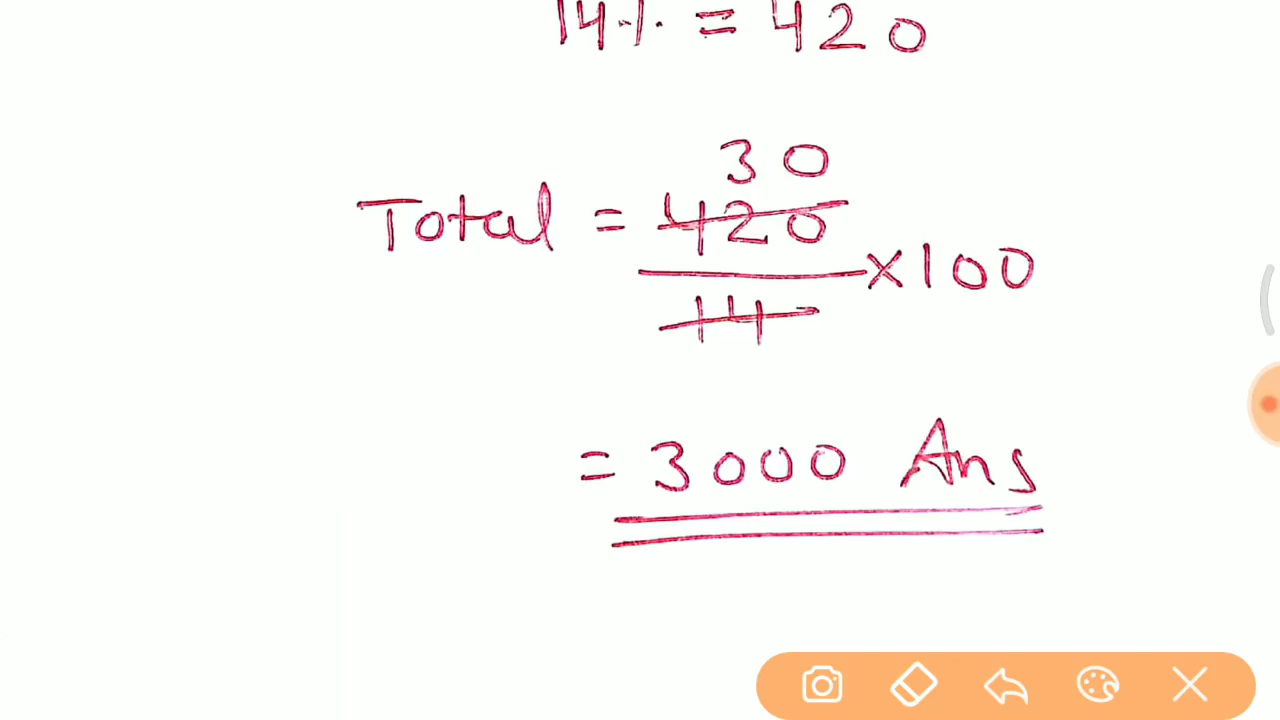 14% = 420
30
Total = 420/14 ×100
= 3000 Ans